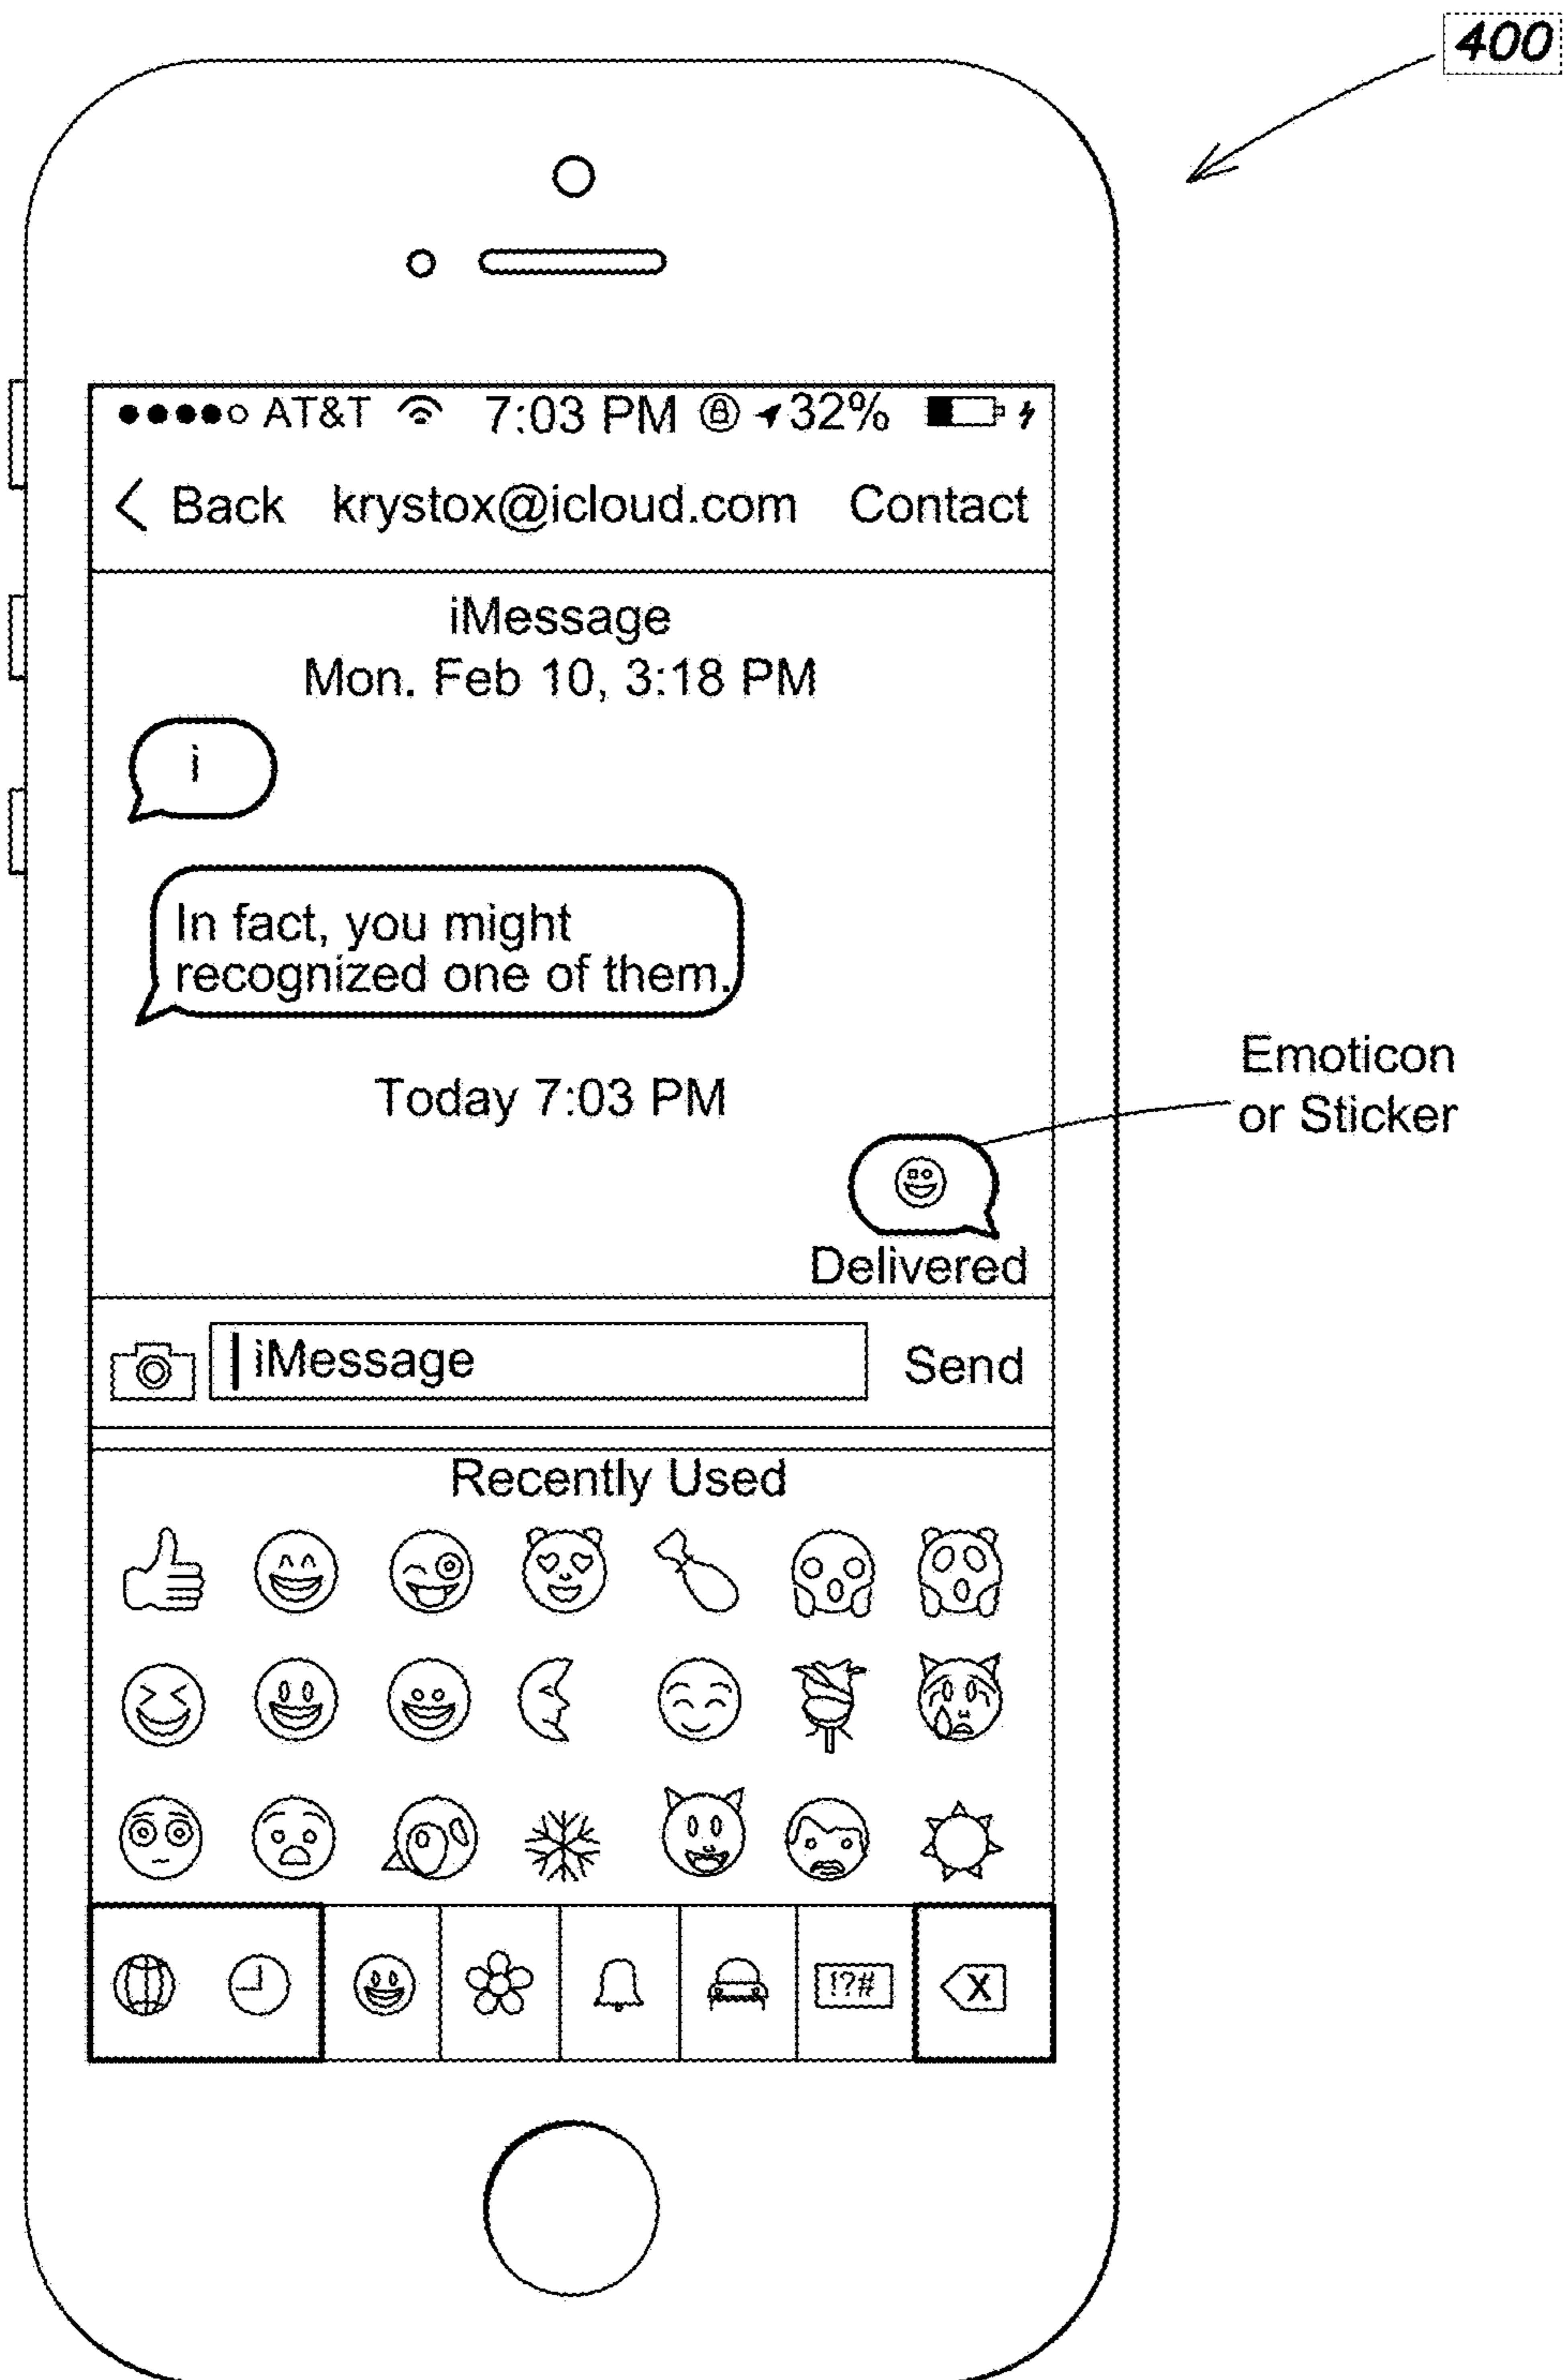 400
AT&T 7:03 PM 32%
Back krystox@icloud.com Contact
iMessage
Mon. Feb 10, 3:18 PM
i
In fact, you might
recognized one of them.
Today 7:03 PM
Emoticon
or Sticker
Delivered
iMessage Send
Recently Used
!?#
X